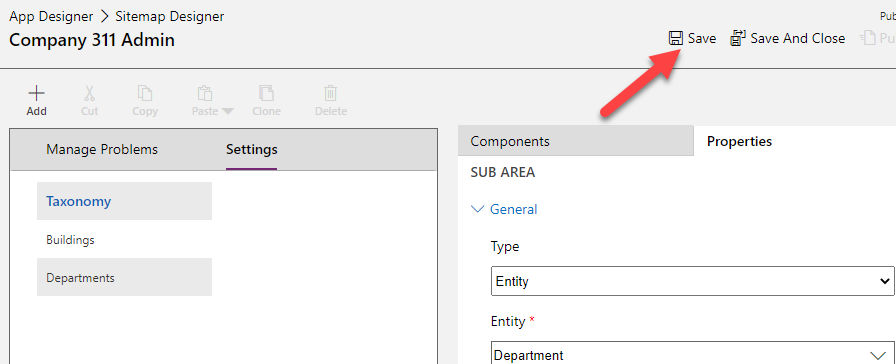 App Designer > Sitemap Designer
Pub
Company 311 Admin
Save
Save And Close
Pu
Add
Cut
Copy
Paste
Clone
Delete
Manage Problems
Settings
Components
Properties
Taxonomy
Buildings
Departments
SUB AREA
General
Type
Entity
Entity *
Department